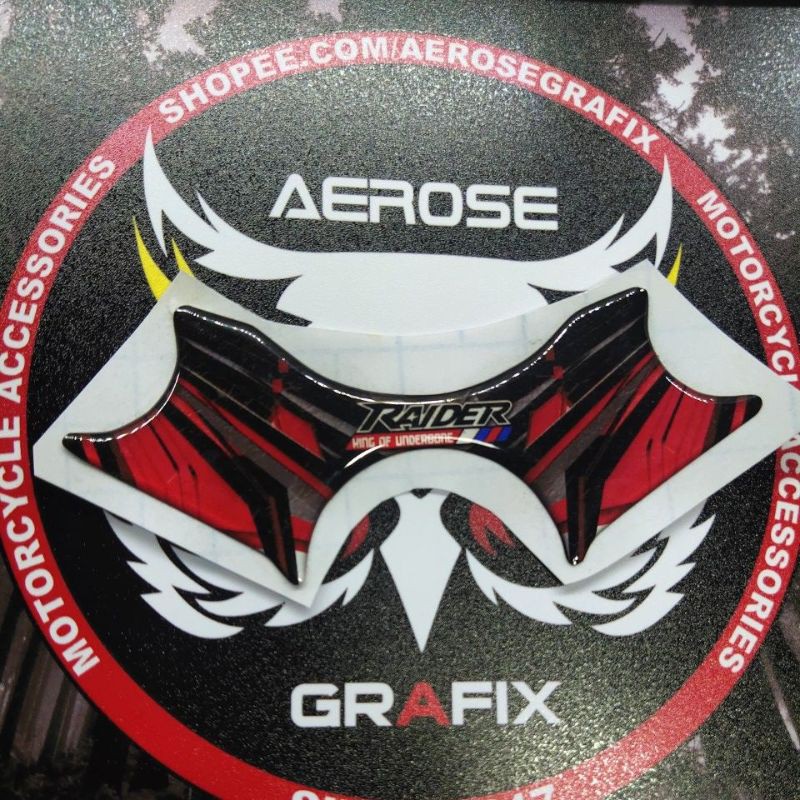 SHOPEE.COM/AEROSEGRAFIX
MOTORCYCLE ACCESSORIES
MOTORCYCLE
ACCESSORIES
AEROSE
RAIDER
KING OF UNDERBONE
GRAFIX